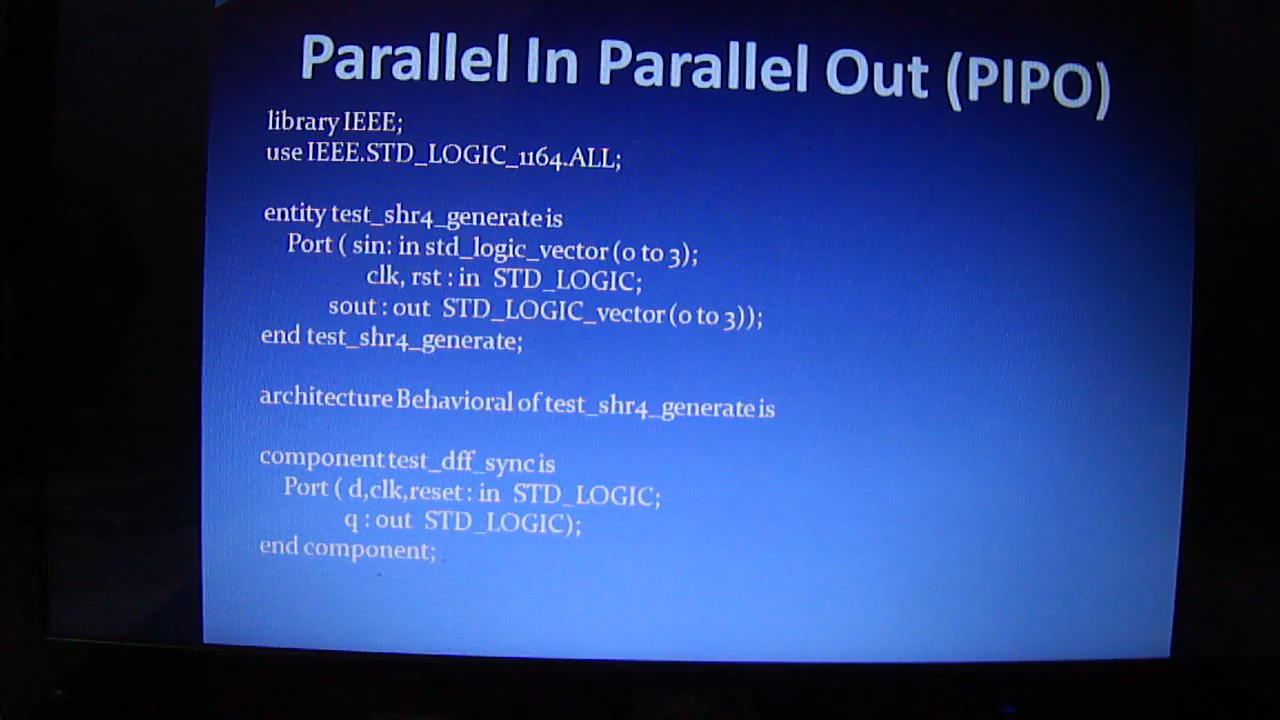 Parallel In Parallel Out (PIPO)
library IEEE;
use IEEE.STD_LOGIC_1164.ALL;
entity test_shr4_generate is
Port ( sin: in std_logic_vector (0 to 3);
clk, rst : in STD_LOGIC;
sout : out STD_LOGIC_vector (0 to 3));
end test_shr4_generate;
architecture Behavioral of test_shr4_generate is
component test_dff_sync is
Port ( d,clk,reset : in STD_LOGIC;
q : out STD_LOGIC);
end component;